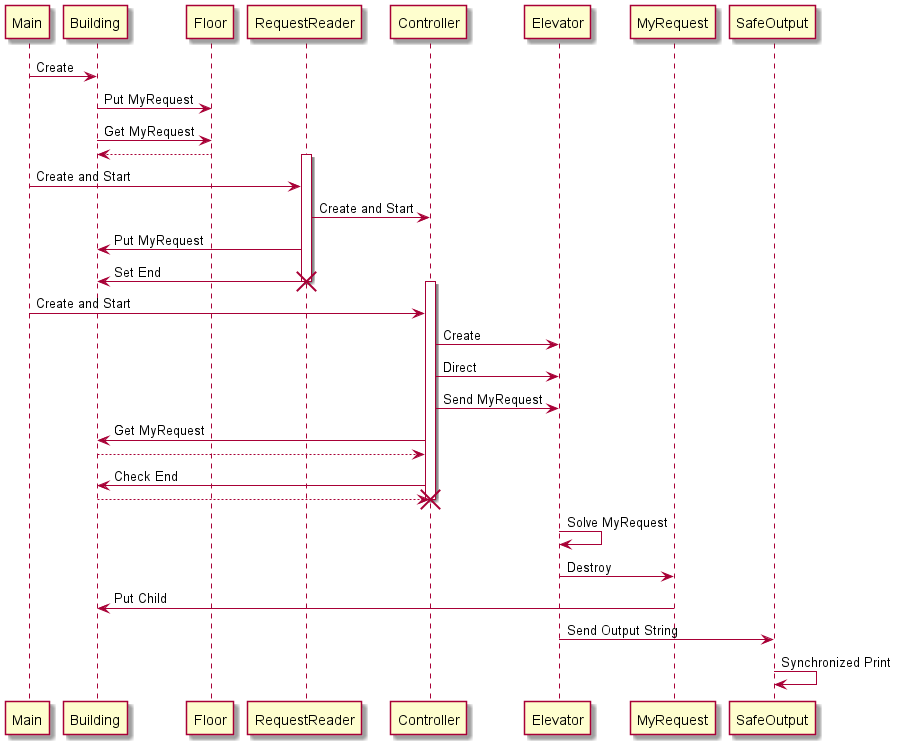 Main Building Floor RequestReader Controller Elevator MyRequest SafeOutput
Create
Put MyRequest
Get MyRequest
Create and Start
Create and Start
Put MyRequest
Set End
Create and Start
Create
Direct
Send MyRequest
Get MyRequest
Check End
Solve MyRequest
Destroy
Put Child
Send Output String
Synchronized Print
Main Building Floor RequestReader Controller Elevator MyRequest SafeOutput